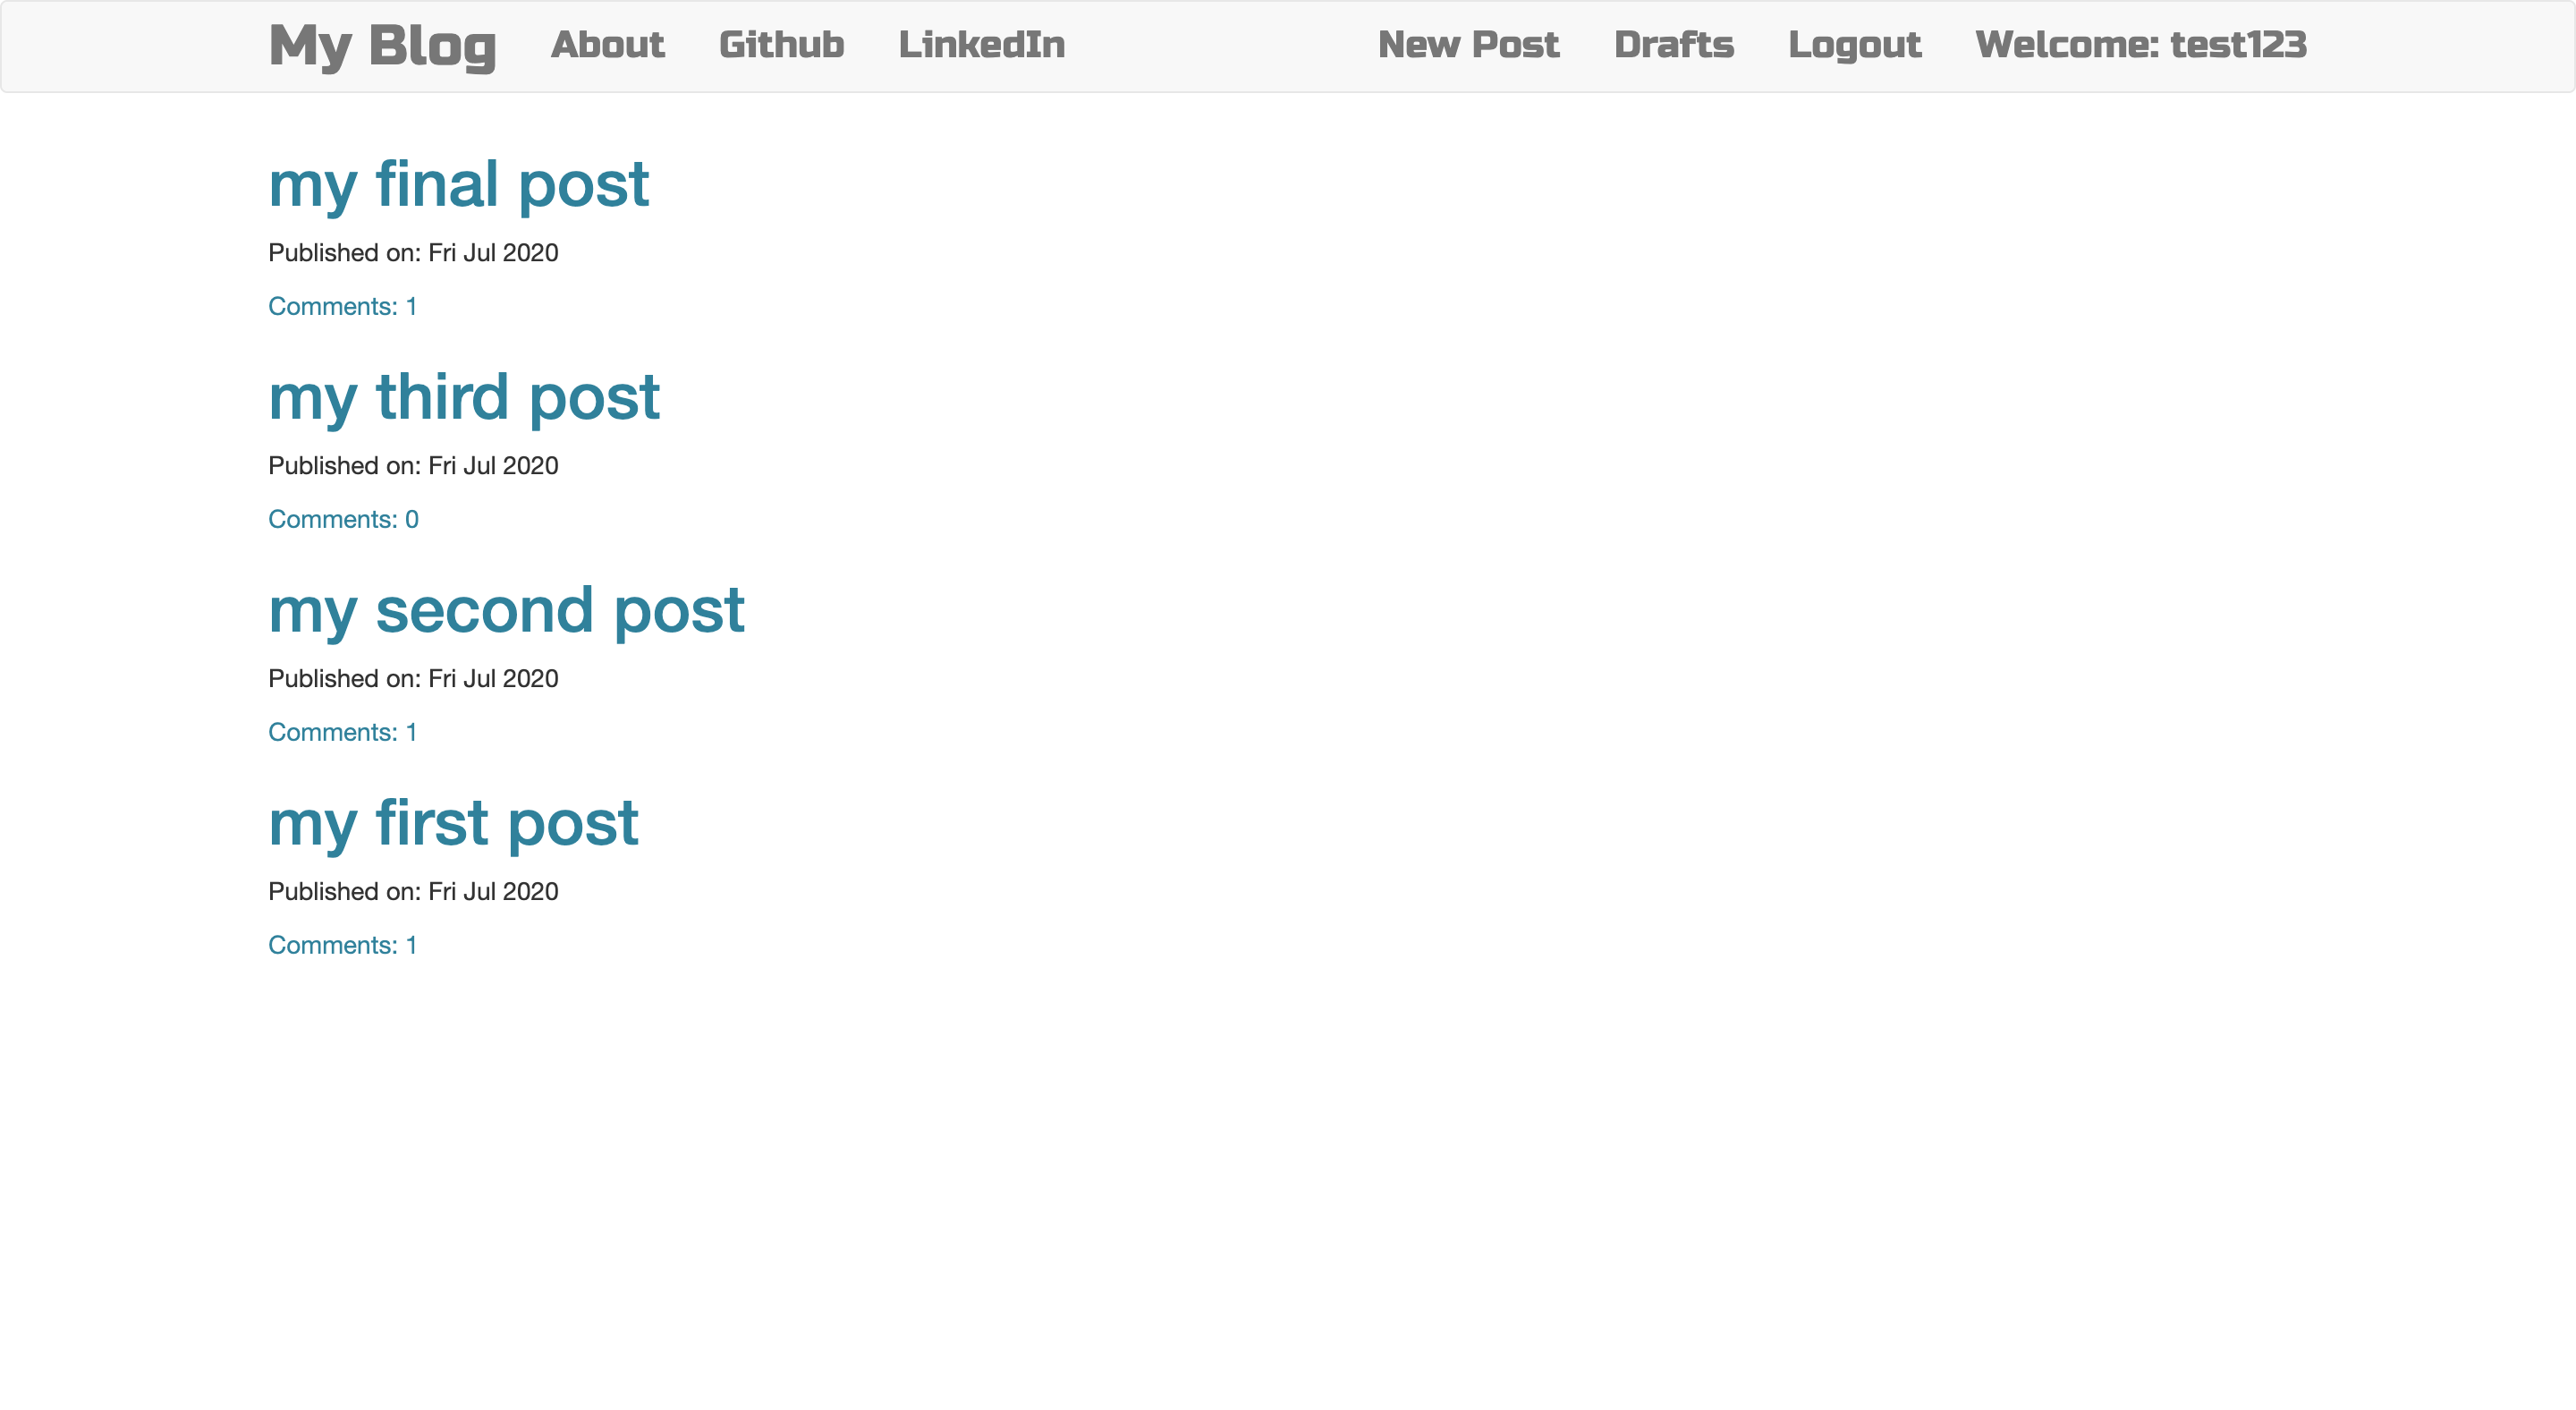 My Blog About Github LinkedIn New Post Drafts Logout Welcome: test123
my final post
Published on: Fri Jul 2020
Comments: 1
my third post
Published on: Fri Jul 2020
Comments: 0
my second post
Published on: Fri Jul 2020
Comments: 1
my first post
Published on: Fri Jul 2020
Comments: 1